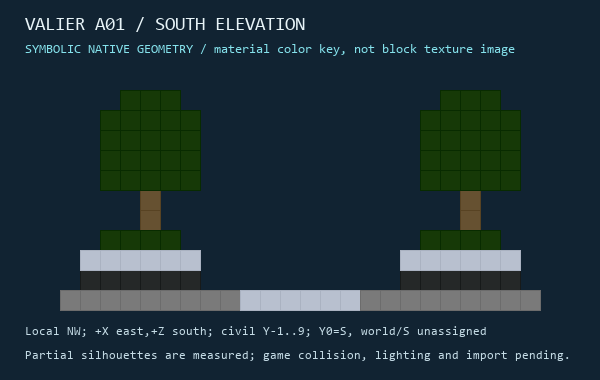 VALIER A01 / SOUTH ELEVATION
SYMBOLIC NATIVE GEOMETRY / material color key, not block texture image
Local NW; +X east,+Z south; civil Y-1..9; Y0=S, world/S unassigned
Partial silhouettes are measured; game collision, lighting and import pending.